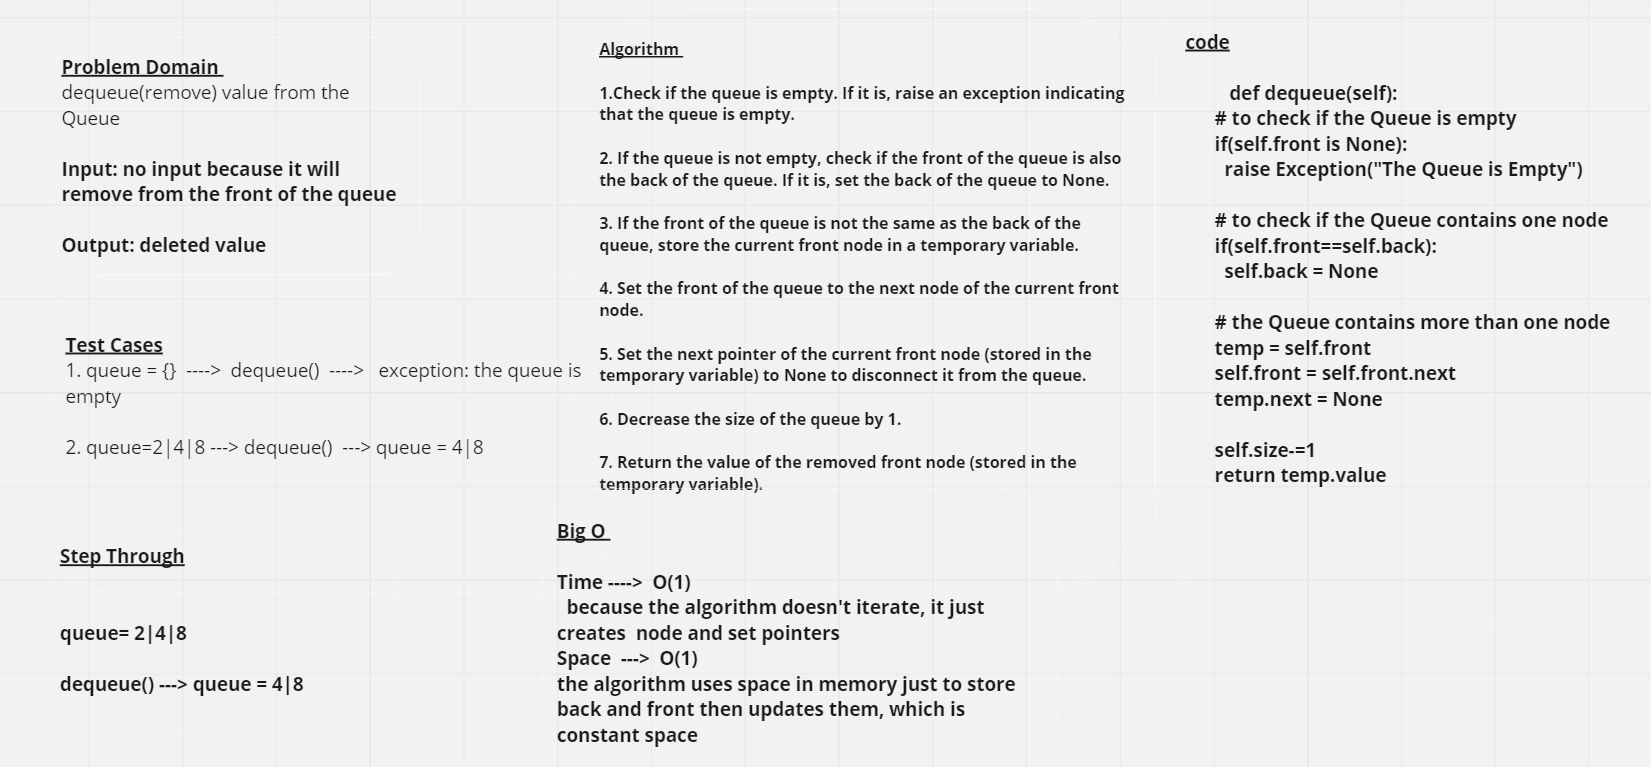 Problem Domain
dequeue(remove) value from the
Queue
Input: no input because it will
remove from the front of the queue
Output: deleted value
Test Cases
1. queue = {} ----> dequeue() ----> exception: the queue is
empty
2. queue=2|4|8 ---> dequeue() ---> queue = 4|8
Step Through
queue= 2|4|8
dequeue() ---> queue = 4|8
Algorithm
1.Check if the queue is empty. If it is, raise an exception indicating
that the queue is empty.
2. If the queue is not empty, check if the front of the queue is also
the back of the queue. If it is, set the back of the queue to None.
3. If the front of the queue is not the same as the back of the
queue, store the current front node in a temporary variable.
4. Set the front of the queue to the next node of the current front
node.
5. Set the next pointer of the current front node (stored in the
temporary variable) to None to disconnect it from the queue.
6. Decrease the size of the queue by 1.
7. Return the value of the removed front node (stored in the
temporary variable).
Big O
Time ----> O(1)
because the algorithm doesn't iterate, it just
creates node and set pointers
Space ---> O(1)
the algorithm uses space in memory just to store
back and front then updates them, which is
constant space
code
def dequeue(self):
# to check if the Queue is empty
if(self.front is None):
raise Exception("The Queue is Empty")
# to check if the Queue contains one node
if(self.front==self.back):
self.back = None
# the Queue contains more than one node
temp = self.front
self.front = self.front.next
temp.next = None
self.size-=1
return temp.value